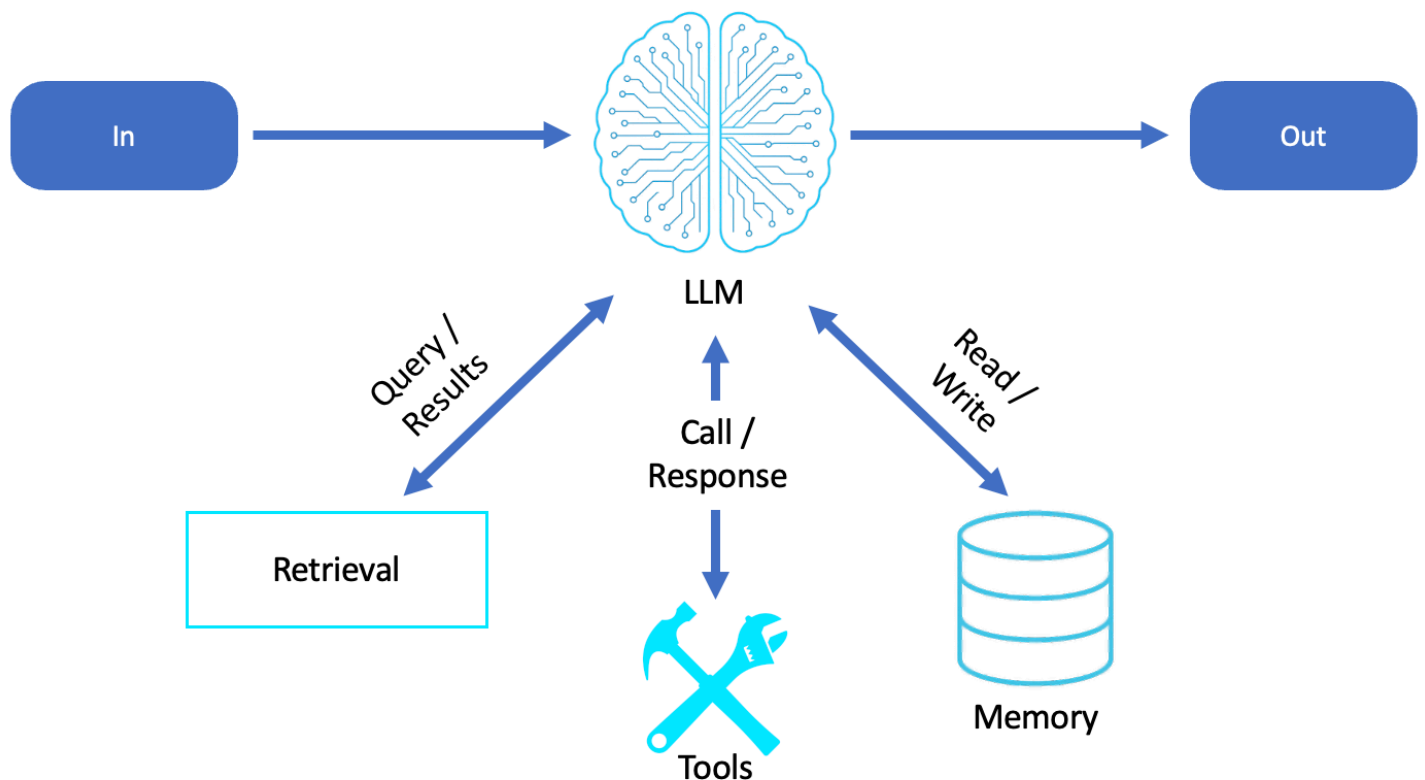 In
Out
LLM
Query /
Results
Call /
Response
Read /
Write
Retrieval
Tools
Memory